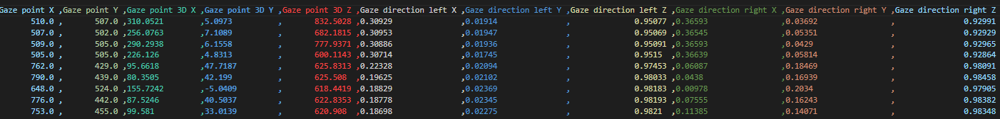 Gaze point X ,Gaze point Y ,Gaze point 3D X ,Gaze point 3D Y ,Gaze point 3D Z ,Gaze direction left X ,Gaze direction left Y ,Gaze direction left Z ,Gaze direction right X ,Gaze direction right Y ,Gaze direction right Z
510.0 , 507.0 ,310.0521 ,5.0973 , 832.5028 ,0.30929 ,0.01914 , 0.95077 ,0.36593 ,0.03692 , 0.92991
507.0 , 502.0 ,256.0763 ,7.1089 , 682.1815 ,0.30953 ,0.01947 , 0.95069 ,0.36545 ,0.05351 , 0.92929
509.0 , 505.0 ,290.2938 ,6.1558 , 777.9371 ,0.30886 ,0.01936 , 0.95091 ,0.36593 ,0.0429 , 0.92965
505.0 , 505.0 ,226.126 ,4.8313 , 600.1143 ,0.30714 ,0.01745 , 0.9515 ,0.36639 ,0.05814 , 0.92864
762.0 , 429.0 ,95.6618 ,47.7187 , 625.8313 ,0.22328 ,0.02094 , 0.97453 ,0.06087 ,0.18469 , 0.98091
790.0 , 439.0 ,80.3505 ,42.199 , 625.508 ,0.19625 ,0.02102 , 0.98033 ,0.0438 ,0.16939 , 0.98458
648.0 , 524.0 ,155.7242 ,-5.0409 , 618.4419 ,0.18829 ,0.02369 , 0.98183 ,0.00978 ,0.2034 , 0.97905
776.0 , 442.0 ,87.5246 ,40.5037 , 622.8353 ,0.18778 ,0.02345 , 0.98193 ,0.07555 ,0.16243 , 0.98382
753.0 , 455.0 ,99.581 ,33.0139 , 620.908 ,0.18698 ,0.02275 , 0.9821 ,0.11385 ,0.14071 , 0.98348